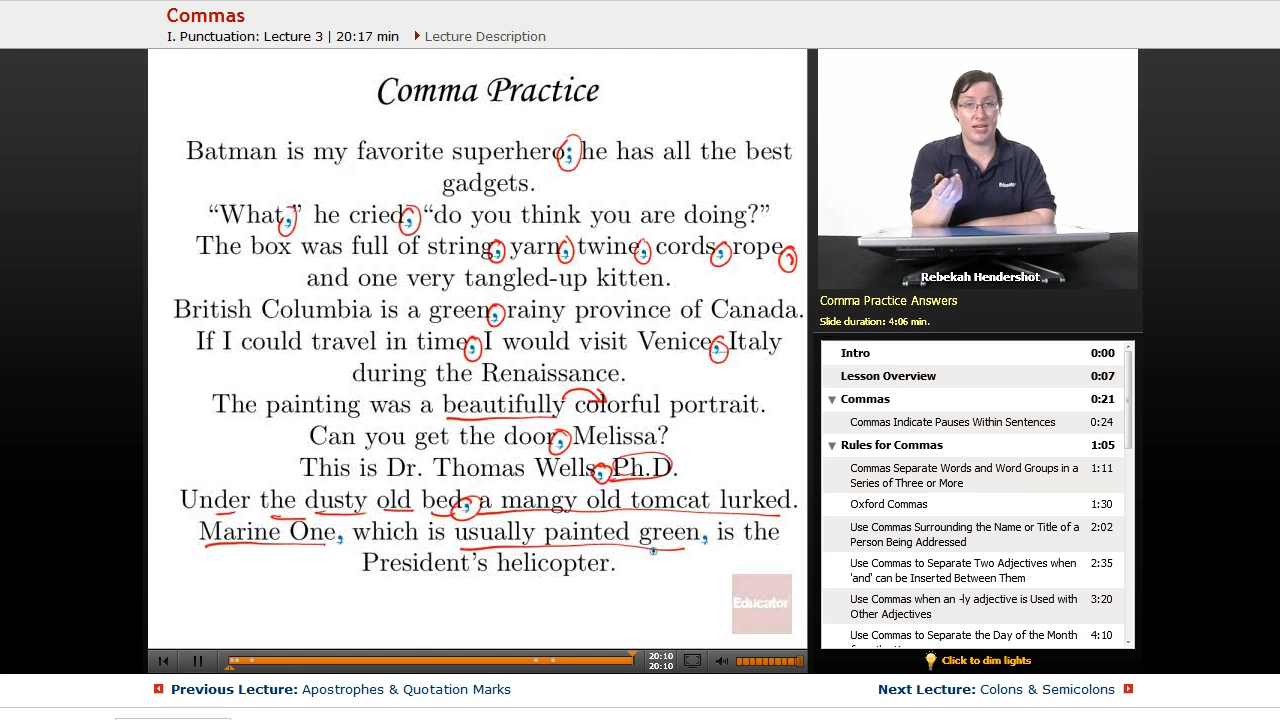 Commas
I. Punctuation: Lecture 3 | 20:17 min
Lecture Description
Comma Practice
Batman is my favorite superhero; he has all the best
gadgets.
“What,” he cried, “do you think you are doing?”
The box was full of string, yarn, twine, cords, rope,
and one very tangled-up kitten.
British Columbia is a green, rainy province of Canada.
If I could travel in time, I would visit Venice, Italy
during the Renaissance.
The painting was a beautifully colorful portrait.
Can you get the door, Melissa?
This is Dr. Thomas Wells, Ph.D.
Under the dusty old bed, a mangy old tomcat lurked.
Marine One, which is usually painted green, is the
President’s helicopter.
Educator
Educator
Rebekah Hendershot
Comma Practice Answers
Slide duration: 4:06 min.
Intro 0:00
Lesson Overview 0:07
Commas 0:21
Commas Indicate Pauses Within Sentences 0:24
Rules for Commas 1:05
Commas Separate Words and Word Groups in a 1:11
Series of Three or More
Oxford Commas 1:30
Use Commas Surrounding the Name or Title of a 2:02
Person Being Addressed
Use Commas to Separate Two Adjectives when 2:35
'and' can be Inserted Between Them
Use Commas when an -ly adjective is Used with 3:20
Other Adjectives
Use Commas to Separate the Day of the Month 4:10
20:10
20:10
Click to dim lights
Previous Lecture: Apostrophes & Quotation Marks
Next Lecture: Colons & Semicolons